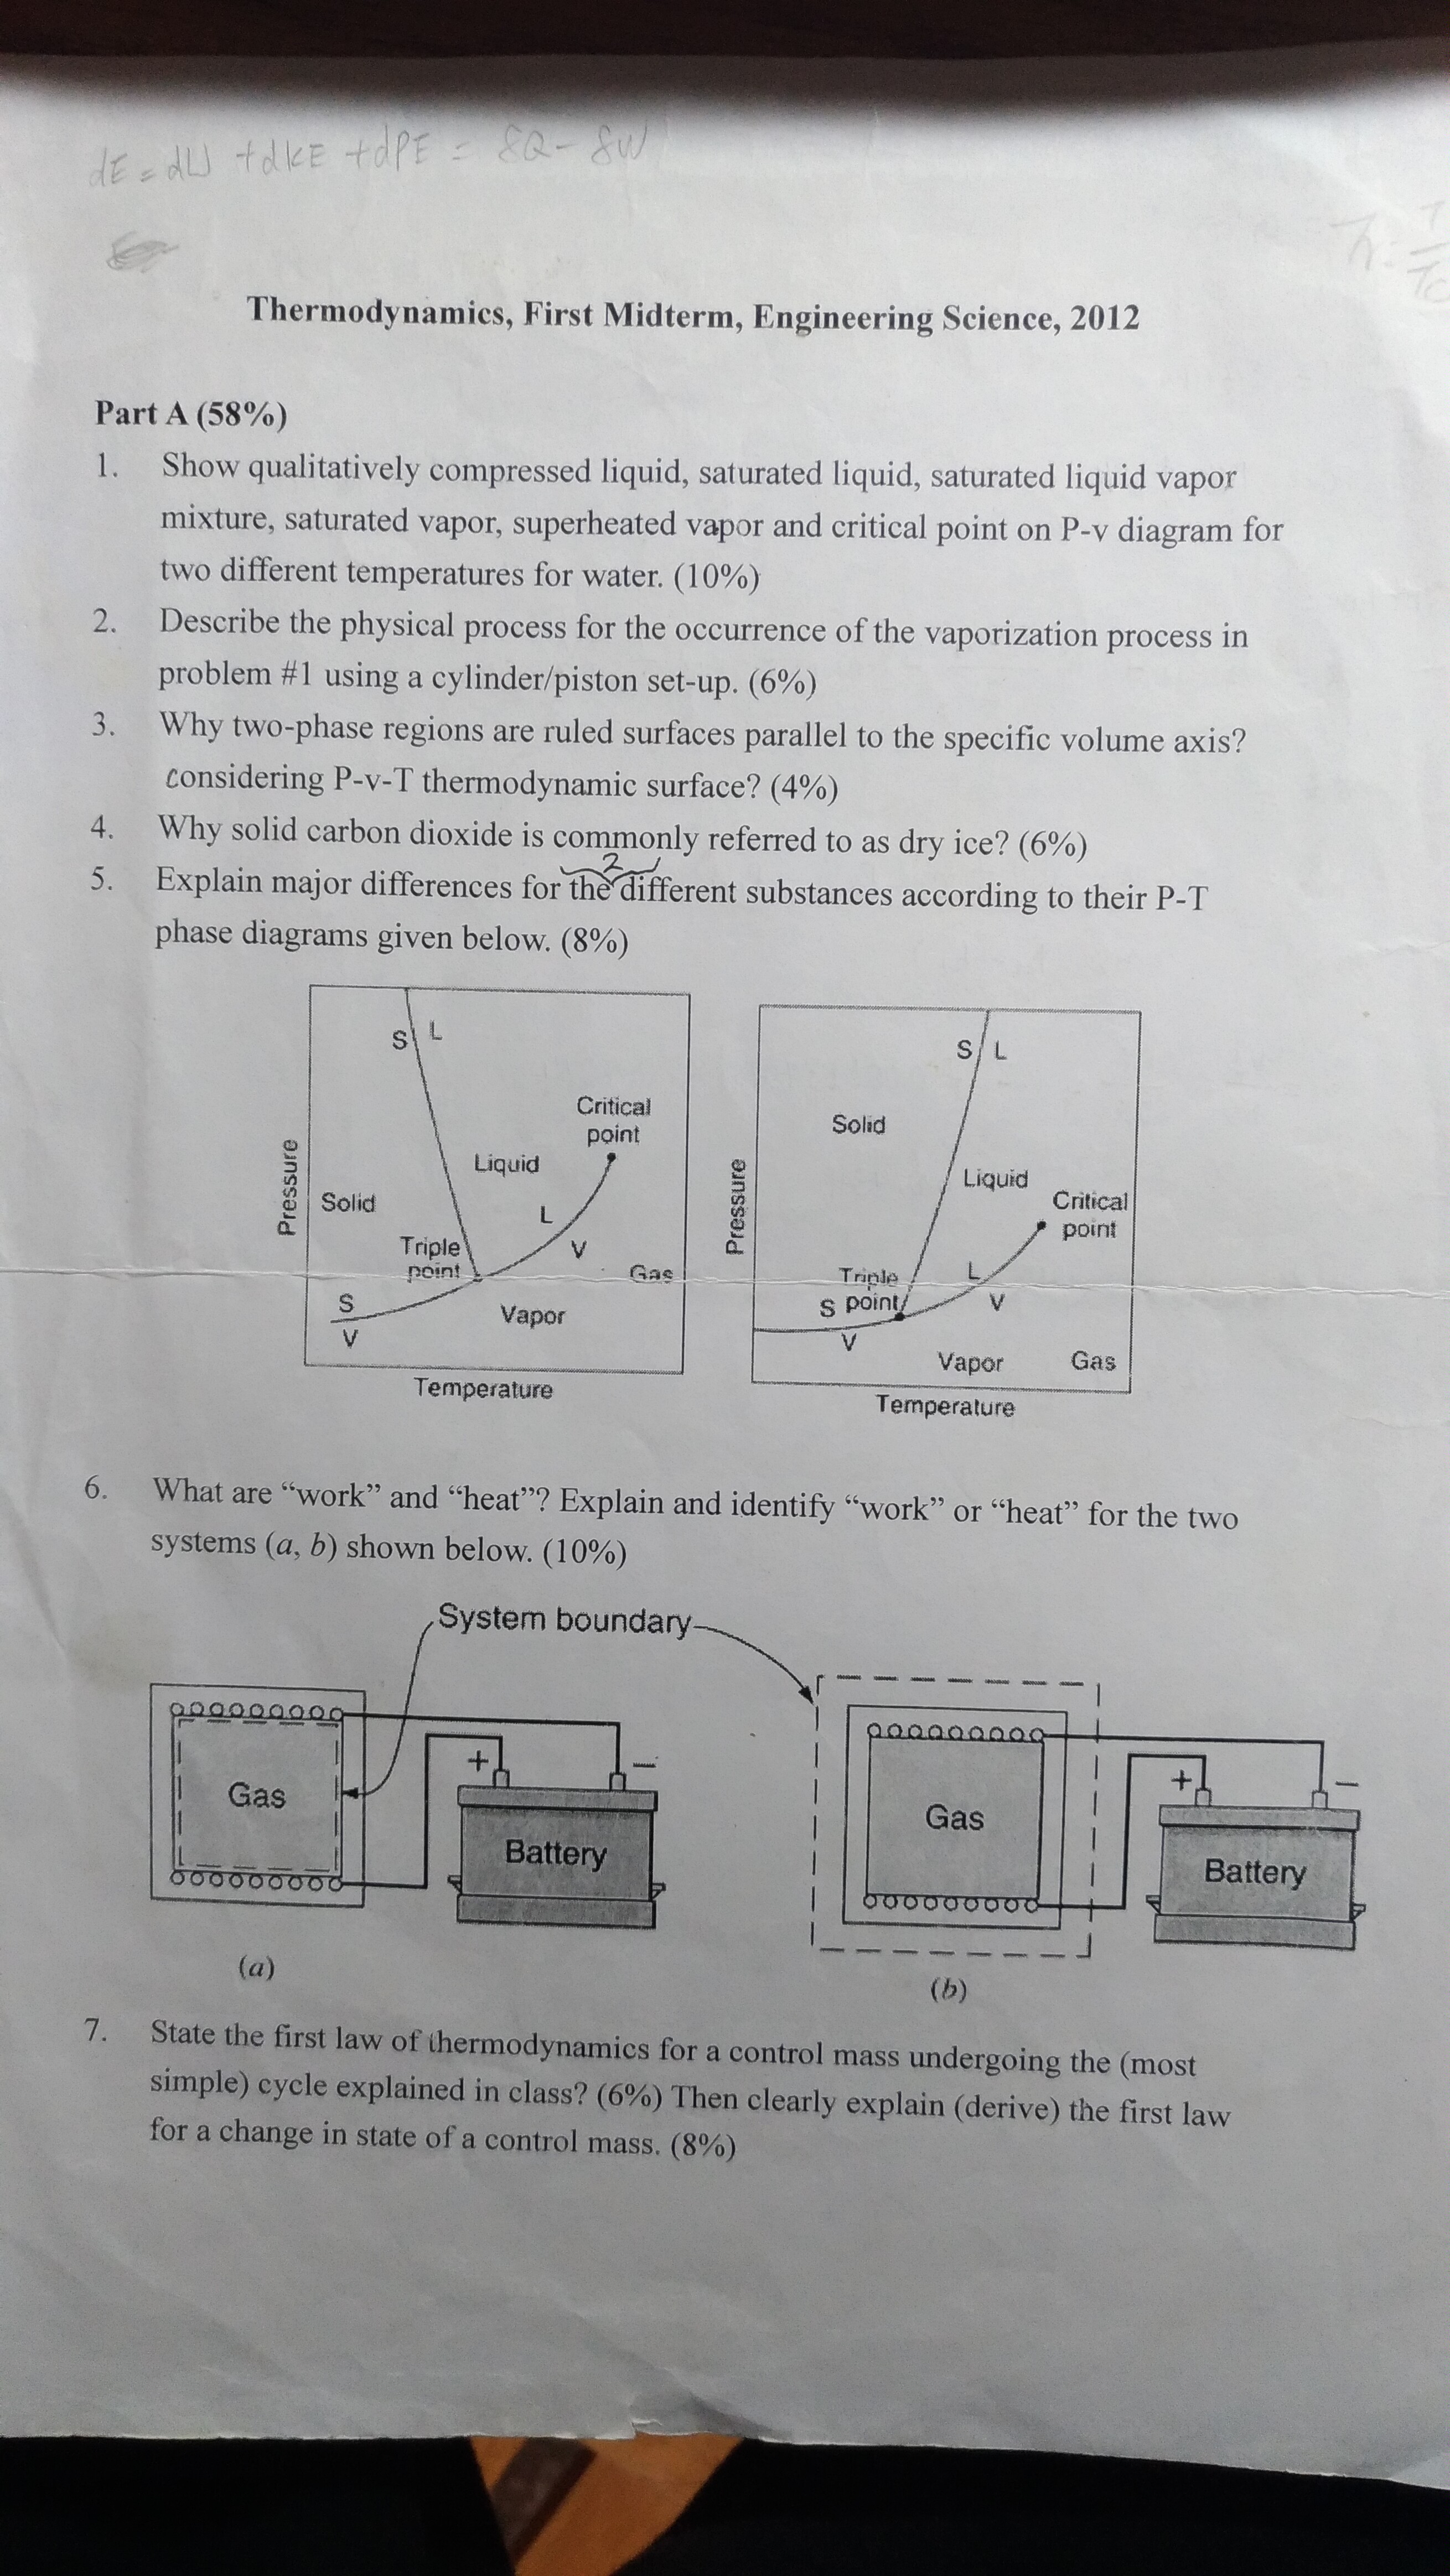 dE = dU + dKE + dPE = δQ - δW
Thermodynamics, First Midterm, Engineering Science, 2012
Part A (58%)
1. Show qualitatively compressed liquid, saturated liquid, saturated liquid vapor
mixture, saturated vapor, superheated vapor and critical point on P-v diagram for
two different temperatures for water. (10%)
2. Describe the physical process for the occurrence of the vaporization process in
problem #1 using a cylinder/piston set-up. (6%)
3. Why two-phase regions are ruled surfaces parallel to the specific volume axis?
considering P-v-T thermodynamic surface? (4%)
4. Why solid carbon dioxide is commonly referred to as dry ice? (6%)
2
5. Explain major differences for the different substances according to their P-T
phase diagrams given below. (8%)
S L
Critical
point
Liquid
Solid
Pressure
L
V
Triple
point
Gas
S
V
Vapor
Temperature
S L
Solid
Liquid
Critical
point
Pressure
Triple
point
L
V
S
V
Vapor
Gas
Temperature
6. What are “work” and “heat”? Explain and identify “work” or “heat” for the two
systems (a, b) shown below. (10%)
System boundary
Gas
+
−
Battery
(a)
Gas
+
−
Battery
(b)
7. State the first law of thermodynamics for a control mass undergoing the (most
simple) cycle explained in class? (6%) Then clearly explain (derive) the first law
for a change in state of a control mass. (8%)